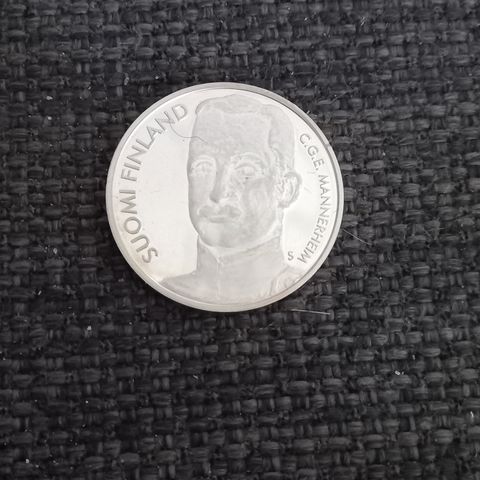 SUOMI FINLAND
C.G.E. MANNERHEIM
S